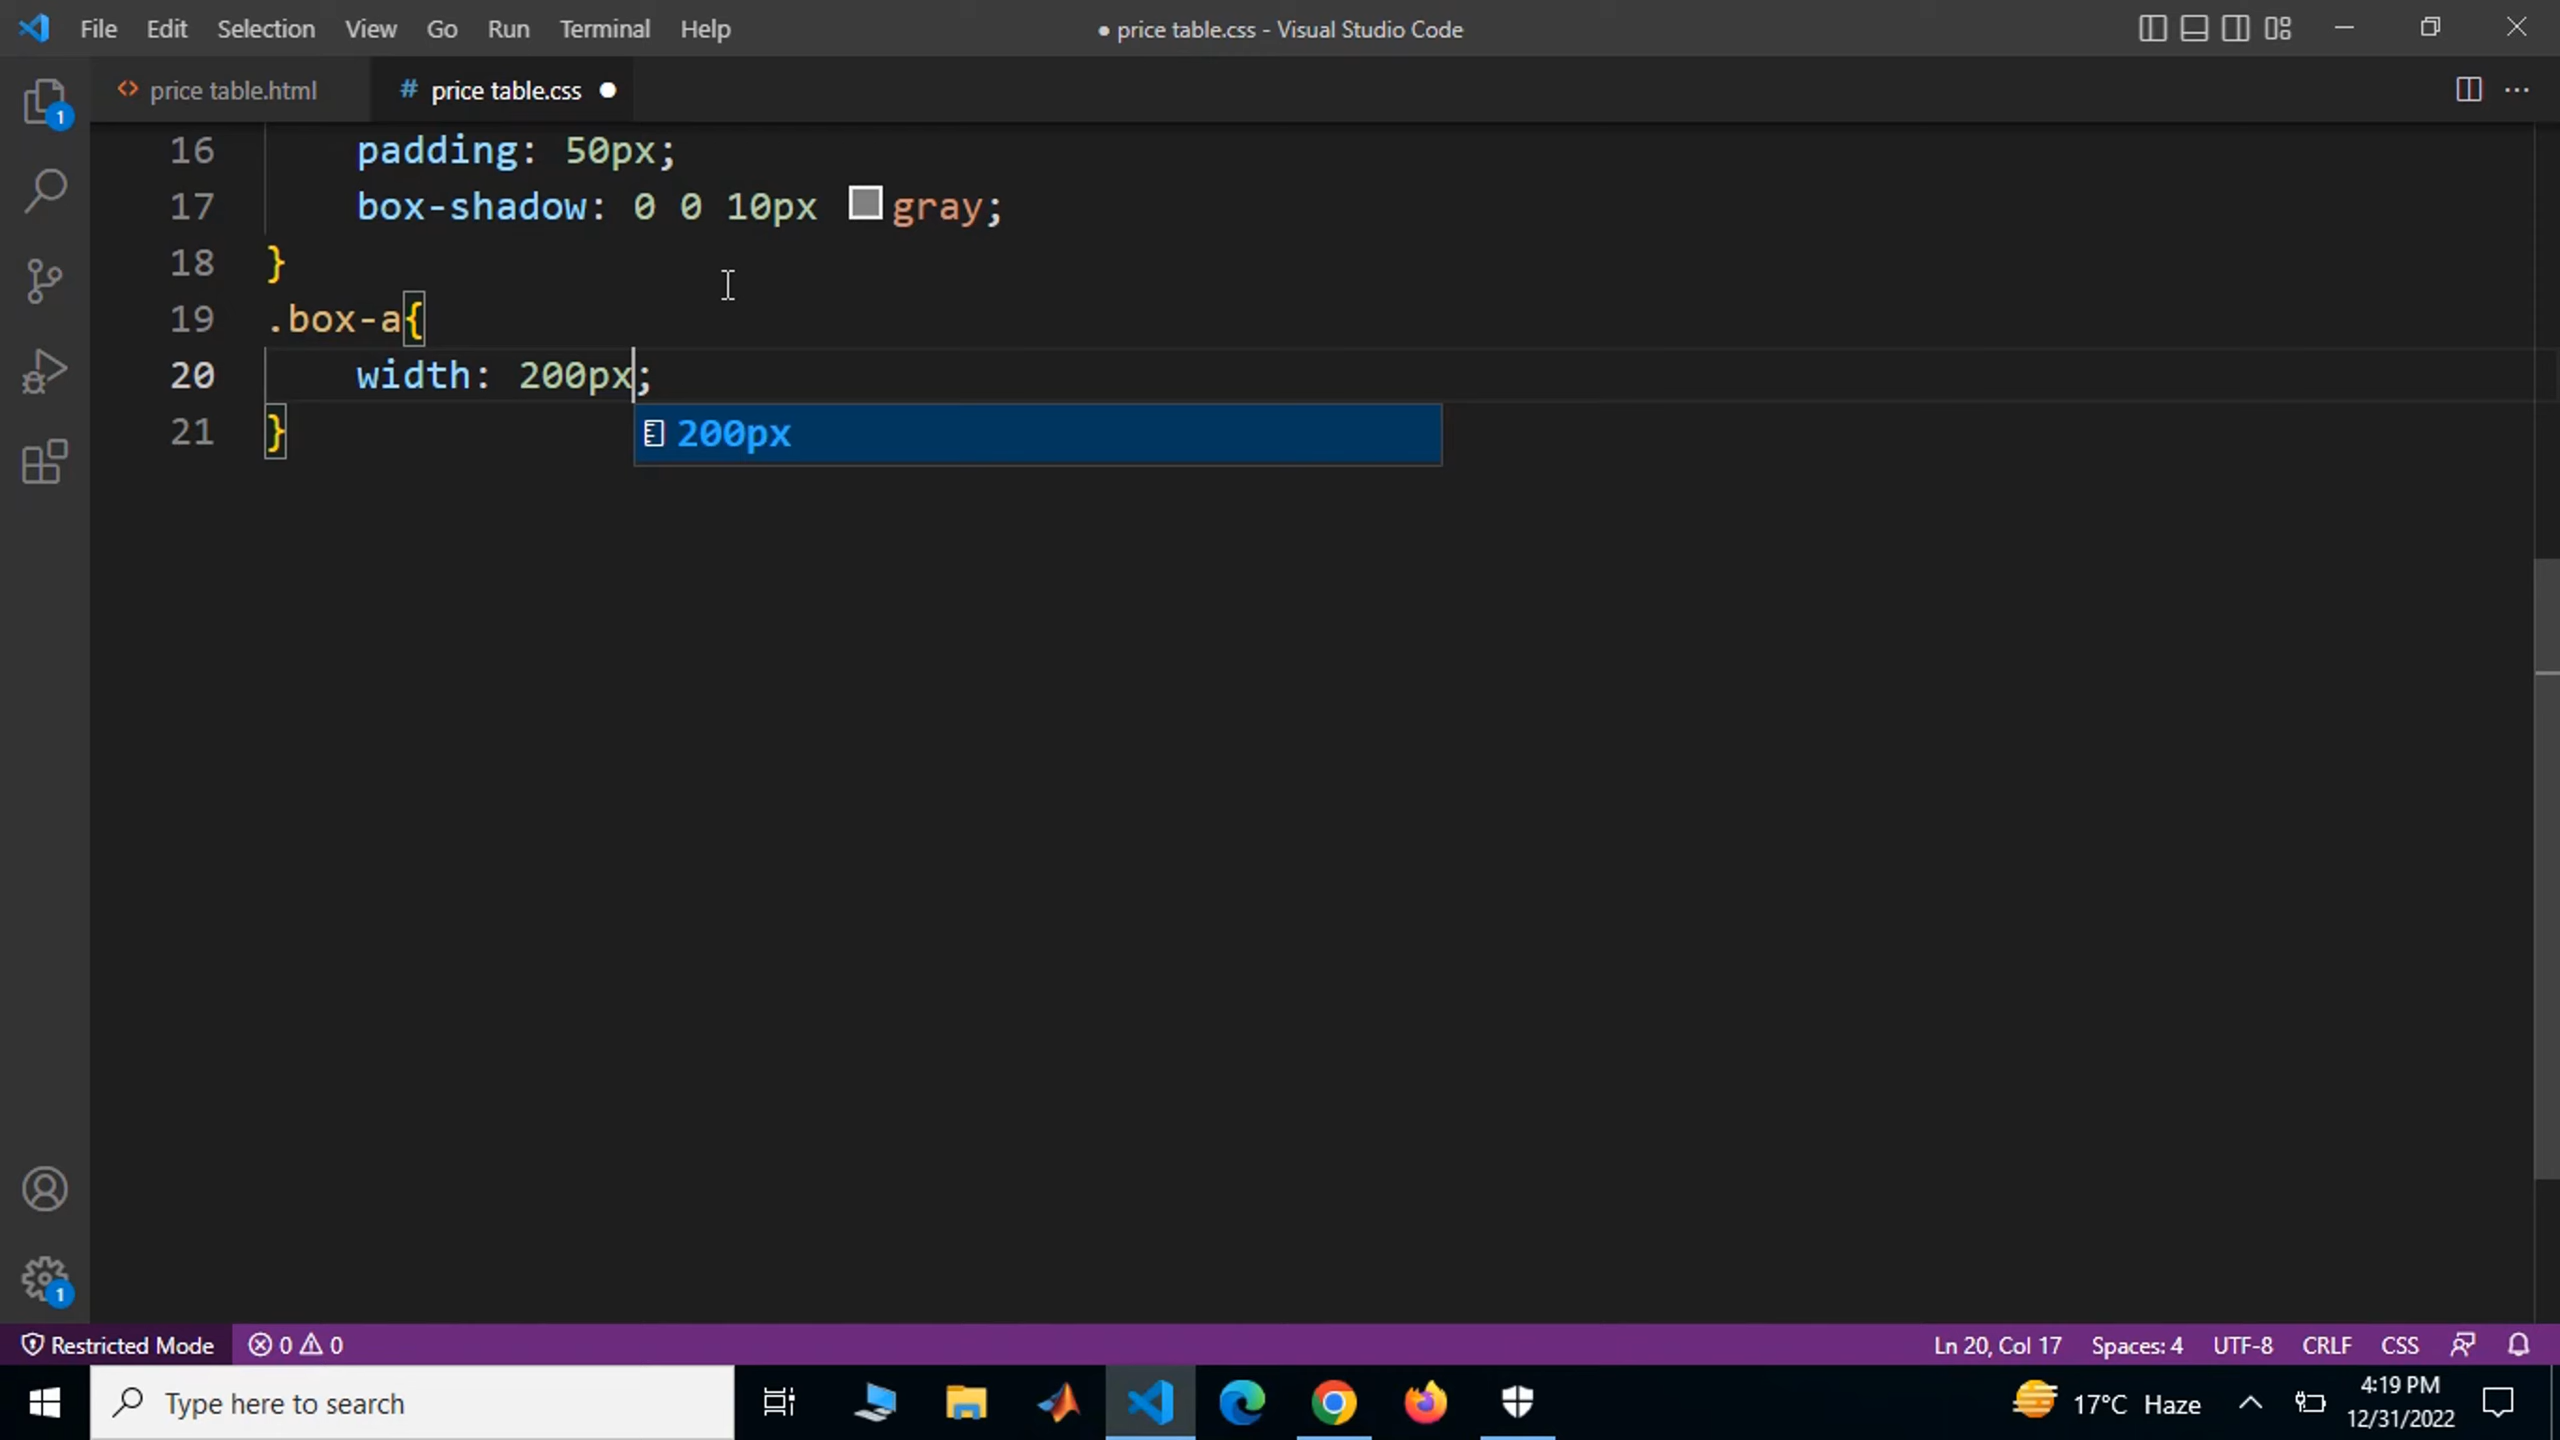 File Edit Selection View Go Run Terminal Help
● price table.css - Visual Studio Code
<> price table.html
# price table.css ●
1
16 padding: 50px;
17 box-shadow: 0 0 10px gray;
18 }
19 .box-a{
20 width: 200px;
200px
21 }
1
Restricted Mode 0 0
Ln 20, Col 17 Spaces: 4 UTF-8 CRLF CSS
Type here to search
17°C Haze
4:19 PM
12/31/2022